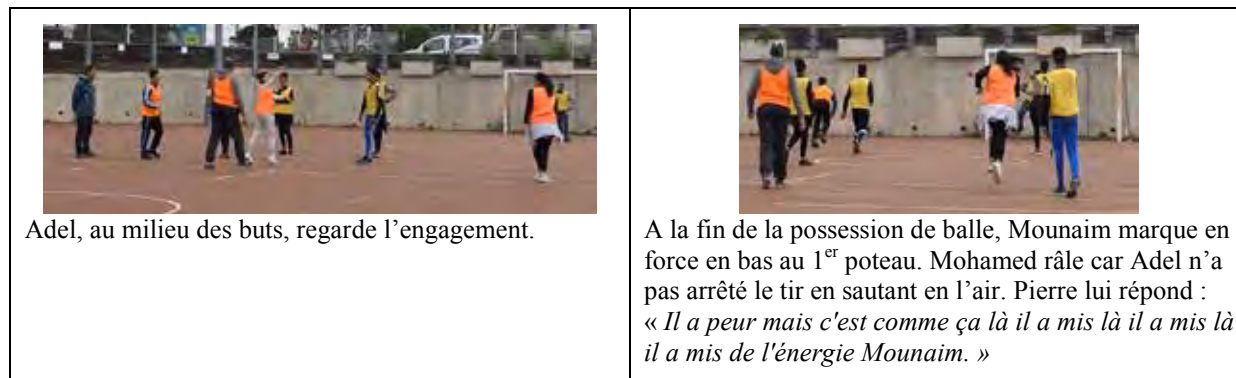 Adel, au milieu des buts, regarde l’engagement.
A la fin de la possession de balle, Mounaim marque en
force en bas au 1er poteau. Mohamed râle car Adel n’a
pas arrêté le tir en sautant en l’air. Pierre lui répond :
« Il a peur mais c'est comme ça là il a mis là il a mis là
il a mis de l'énergie Mounaim. »